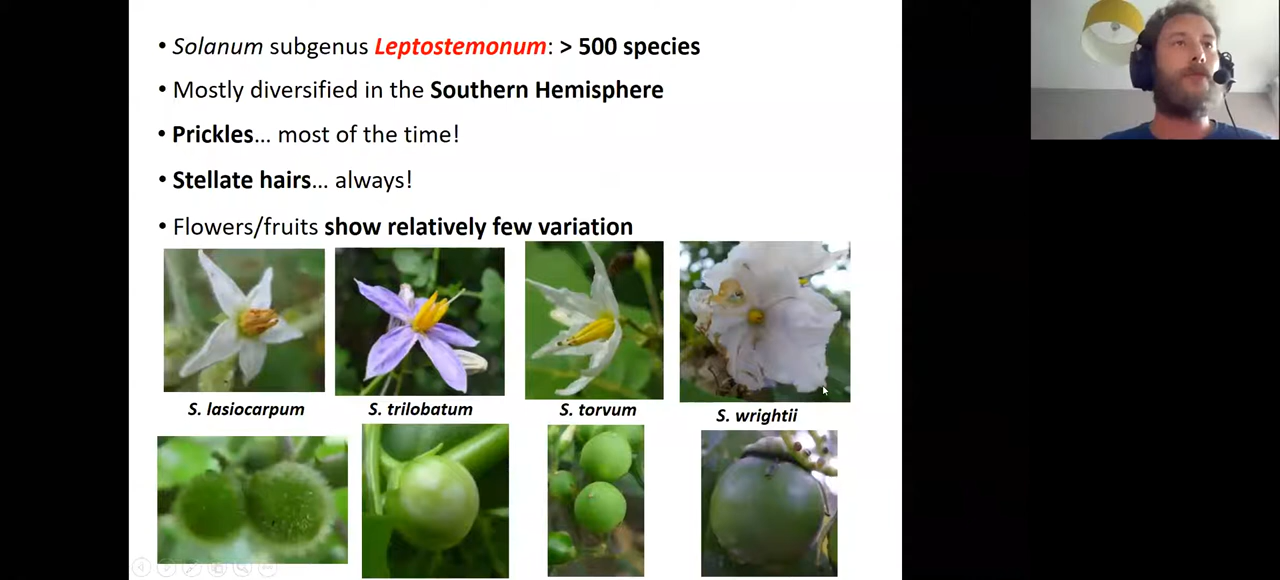 • Solanum subgenus Leptostemonum: > 500 species
• Mostly diversified in the Southern Hemisphere
• Prickles... most of the time!
• Stellate hairs... always!
• Flowers/fruits show relatively few variation
S. lasiocarpum
S. trilobatum
S. torvum
S. wrightii